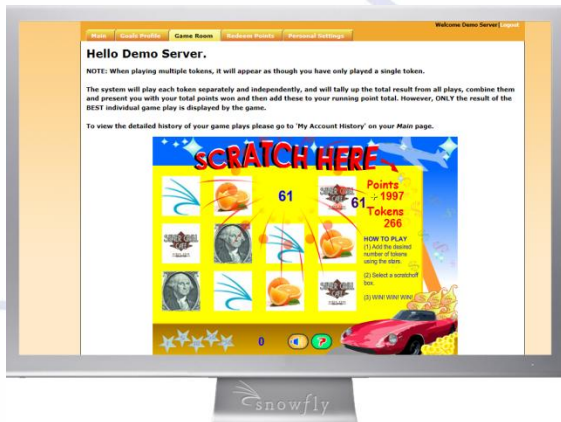 Welcome Demo Server| Logout
Main Goals Profile Game Room Redeem Points Personal Settings
Hello Demo Server.
NOTE: When playing multiple tokens, it will appear as though you have only played a single token.
The system will play each token separately and independently, and will tally up the total result from all plays, combine them
and present you with your total points won and then add these to your running point total. However, ONLY the result of the
BEST individual game play is displayed by the game.
To view the detailed history of your game plays please go to 'My Account History' on your Main page.
SCRATCH HERE
61
61
Points
1997
Tokens
266
HOW TO PLAY
(1) Add the desired
number of tokens
using the stars.
(2) Select a scratchoff
box.
(3) WIN! WIN! WIN!
0
?
snowfly